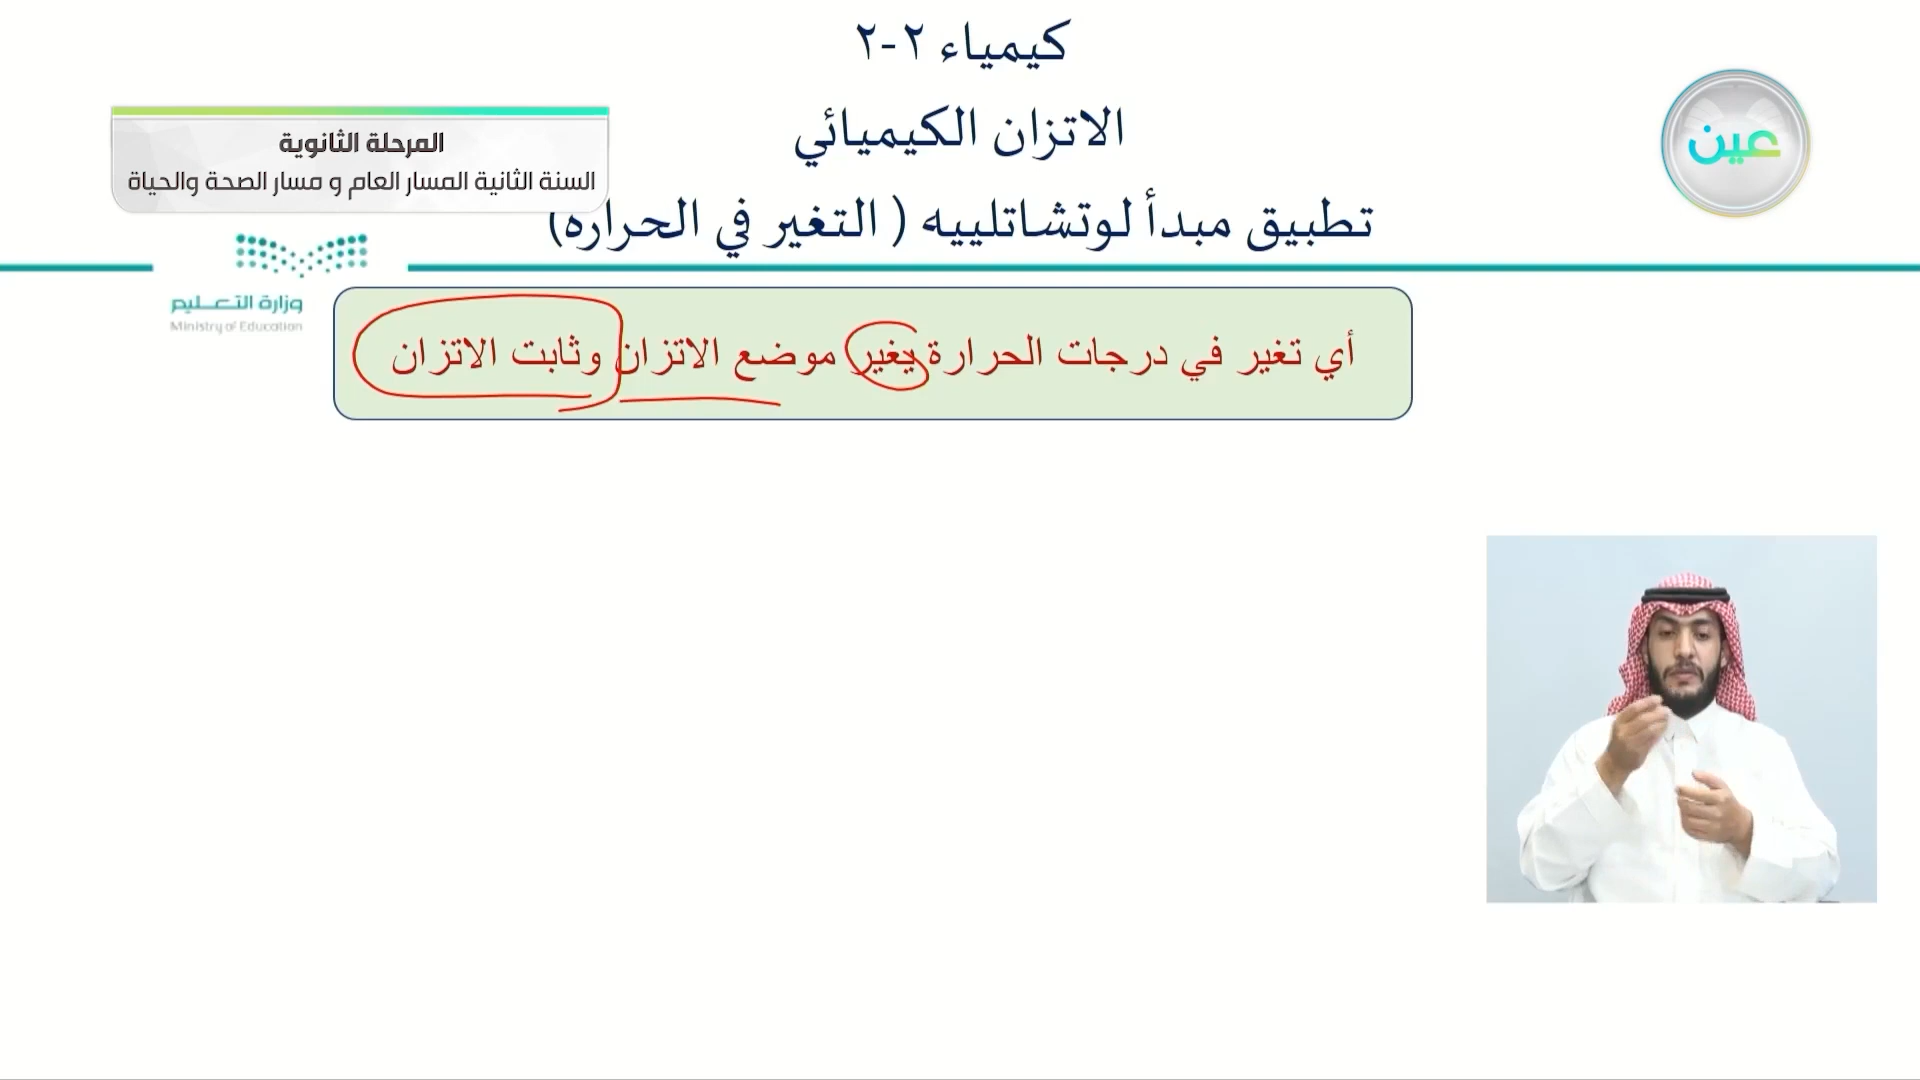 كيمياء ٢-٢
الاتزان الكيميائي
تطبيق مبدأ لوتشاتلييه ( التغير في الحراره)
عين
المرحلة الثانوية
السنة الثانية المسار العام و مسار الصحة والحياة
وزارة التعليم
Ministry of Education
أي تغير في درجات الحرارة يغير موضع الاتزان وثابت الاتزان